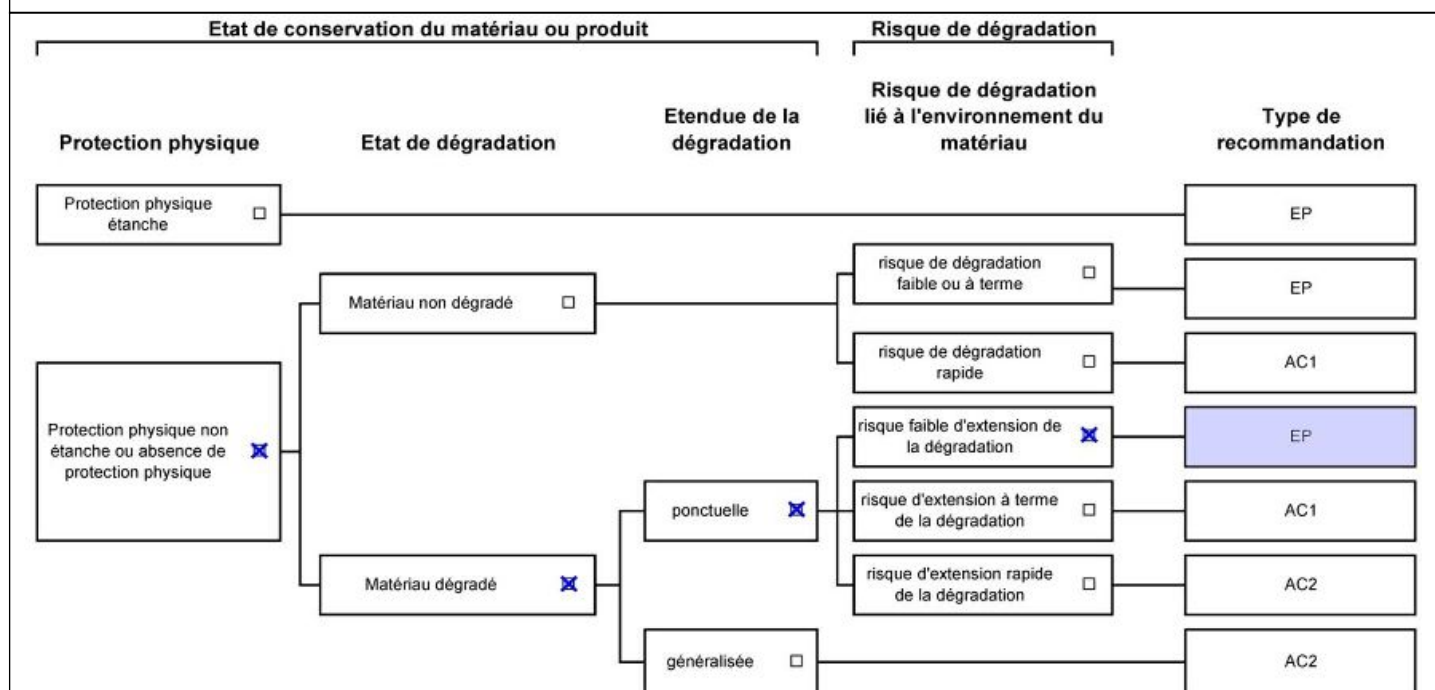 Etat de conservation du matériau ou produit
Risque de dégradation
Protection physique
Etat de dégradation
Etendue de la
dégradation
Risque de dégradation
lié à l'environnement du
matériau
Type de
recommandation
Protection physique
étanche
EP
risque de dégradation
faible ou à terme
EP
Matériau non dégradé
risque de dégradation
rapide
AC1
Protection physique non
étanche ou absence de
protection physique
risque faible d'extension de
la dégradation
EP
ponctuelle
risque d'extension à terme
de la dégradation
AC1
Matériau dégradé
risque d'extension rapide
de la dégradation
AC2
généralisée
AC2